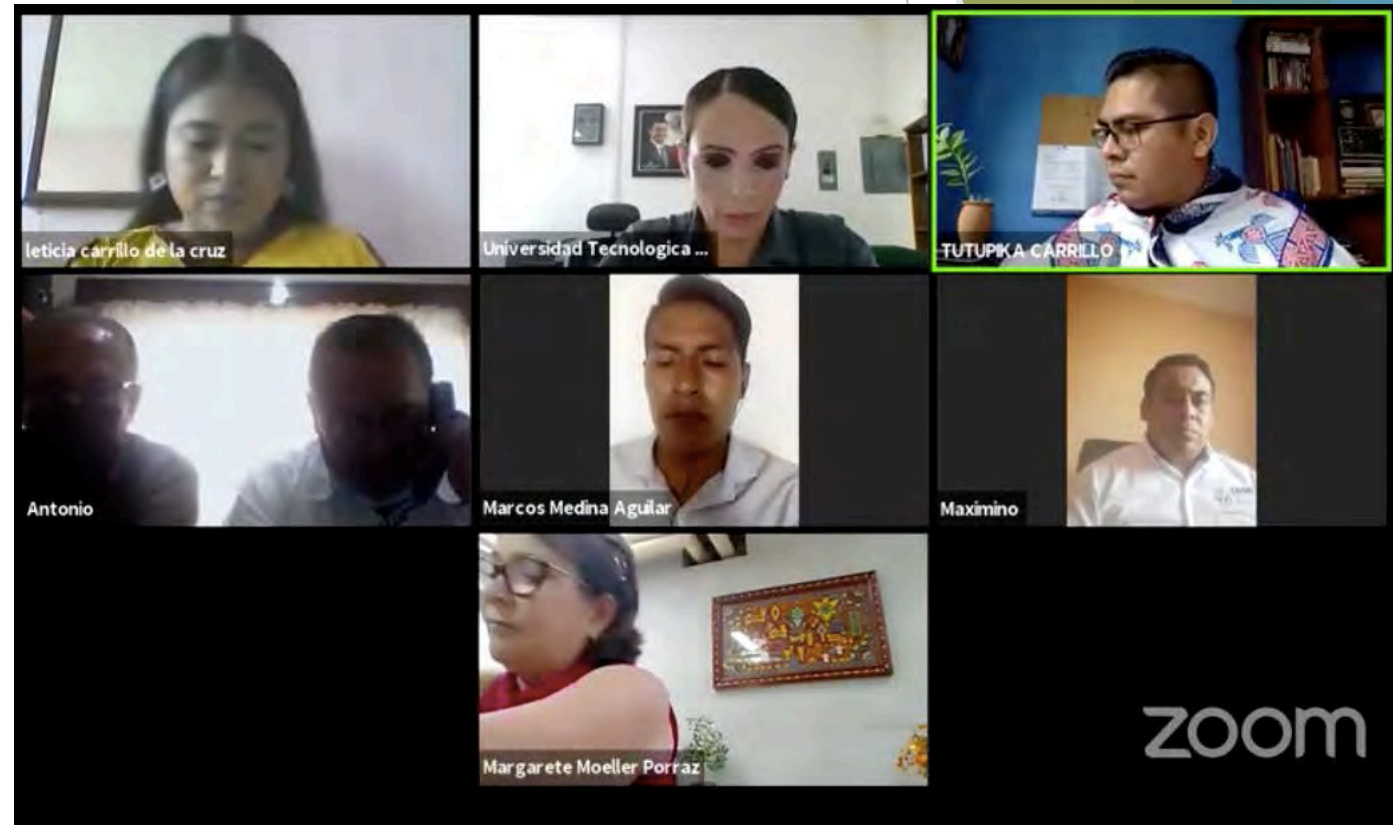 leticia carrillo de la cruz
Universidad Tecnologica ...
TUTUPIKA CARRILLO
Antonio
Marcos Medina Aguilar
Maximino
Margarete Moeller Porraz
zoom